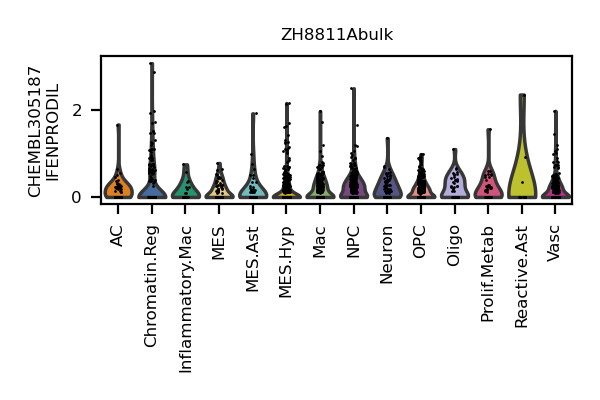 ZH8811Abulk
CHEMBL305187
IFENPRODIL
2
0
AC
Chromatin.Reg
Inflammatory.Mac
MES
MES.Ast
MES.Hyp
Mac
NPC
Neuron
OPC
Oligo
Prolif.Metab
Reactive.Ast
Vasc